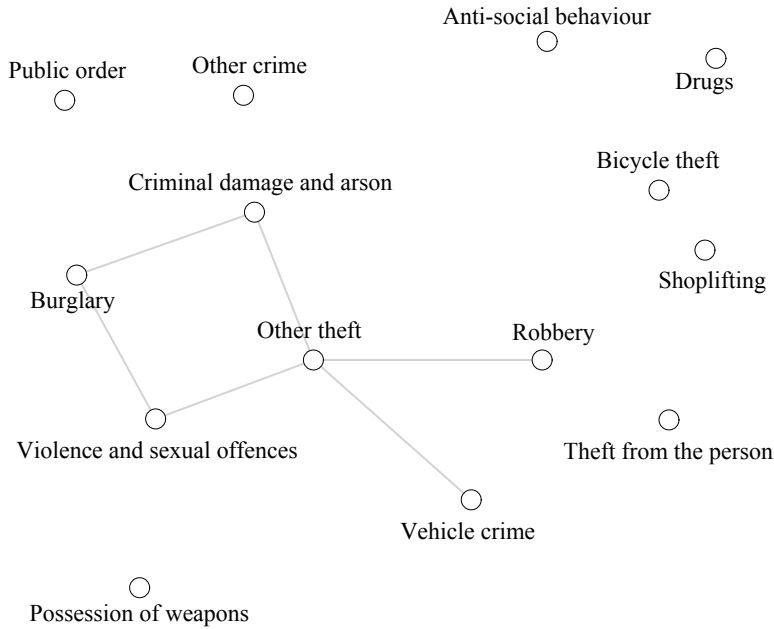 Anti-social behaviour
Public order
Other crime
Drugs
Bicycle theft
Criminal damage and arson
Shoplifting
Burglary
Other theft
Robbery
Violence and sexual offences
Theft from the person
Vehicle crime
Possession of weapons